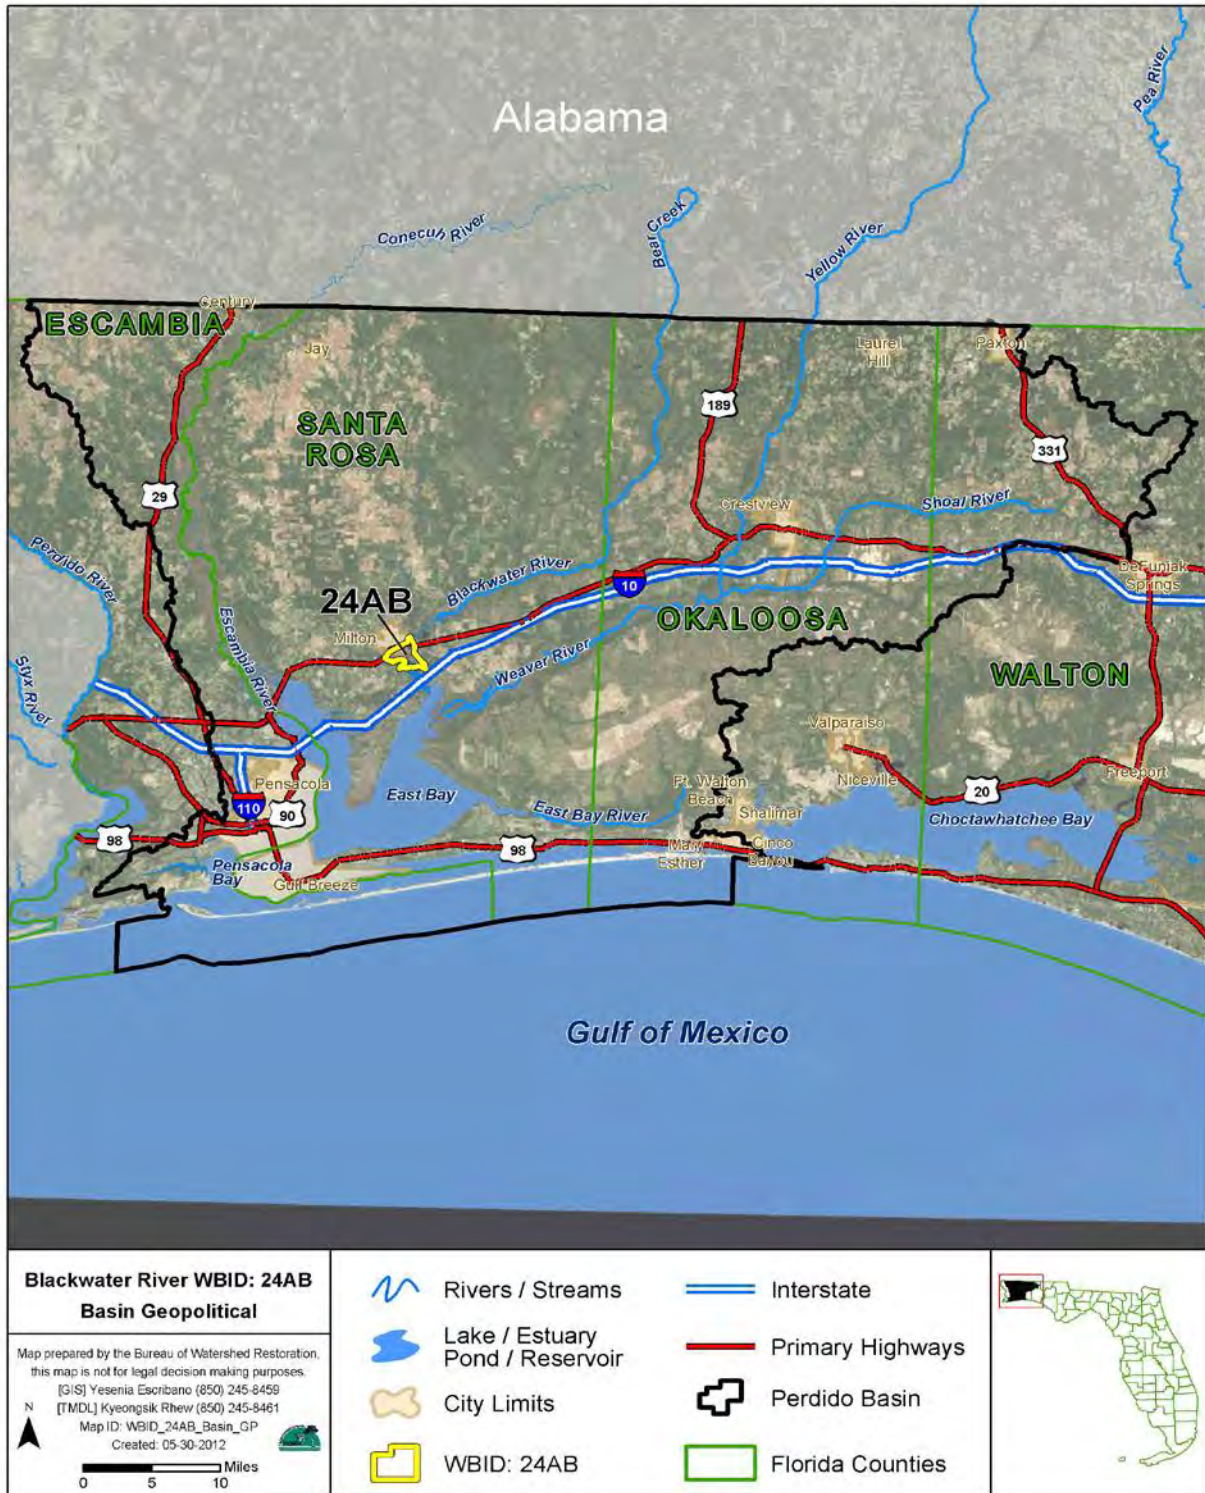 Alabama
Pea River
Conecuh River
Bear Creek
Yellow River
Century
ESCAMBIA
Jay
Laurel
Hill
Paxton
SANTA
ROSA
189
331
29
Crestview
Shoal River
Perdido River
Blackwater River
10
DeFuniak
Springs
24AB
Milton
OKALOOSA
Escambia River
Weaver River
Styx River
WALTON
Valparaiso
Pensacola
Niceville
Freeport
Ft. Walton
Beach
East Bay
20
110
90
East Bay River
Shalimar
Choctawhatchee Bay
98
98
Mary
Esther
Cinco
Bayou
Pensacola
Bay
Gulf Breeze
Gulf of Mexico
Blackwater River WBID: 24AB
Basin Geopolitical
Map prepared by the Bureau of Watershed Restoration,
this map is not for legal decision making purposes.
[GIS] Yesenia Escribano (850) 245-8459
[TMDL] Kyeongsik Rhew (850) 245-8461
Map ID: WBID_24AB_Basin_GP
Created: 05-30-2012
N
Miles
0 5 10
Rivers / Streams
Lake / Estuary
Pond / Reservoir
City Limits
WBID: 24AB
Interstate
Primary Highways
Perdido Basin
Florida Counties